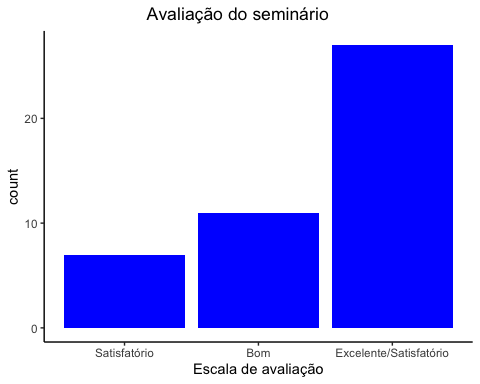 Avaliação do seminário
count
20
10
0
Satisfatório
Bom
Excelente/Satisfatório
Escala de avaliação